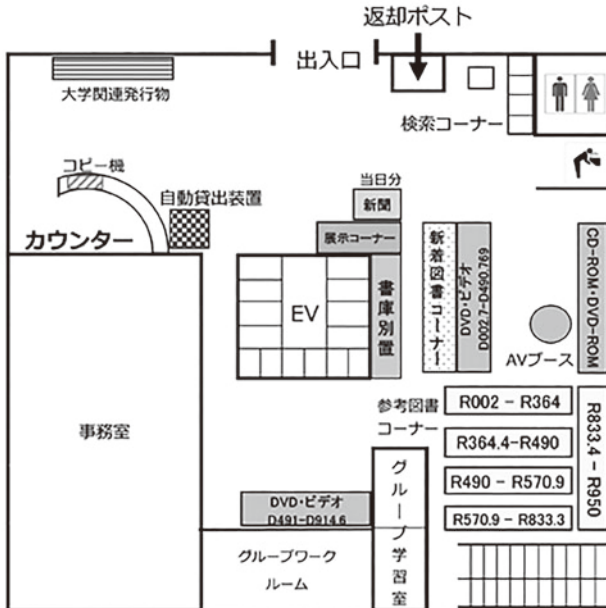 返却ポスト
出入口
大学関連発行物
検索コーナー
コピー機
自動貸出装置
カウンター
当日分
新聞
展示コーナー
EV
書庫別置
新着図書コーナー
DVD・ビデオ
D002.7-D490.769
CD-ROM・DVD-ROM
AVブース
事務室
参考図書
コーナー
R002 - R364
R364.4-R490
R490 - R570.9
R570.9 - R833.3
R833.4 - R950
グループ学習室
DVD・ビデオ
D491-D914.6
グループワーク
ルーム